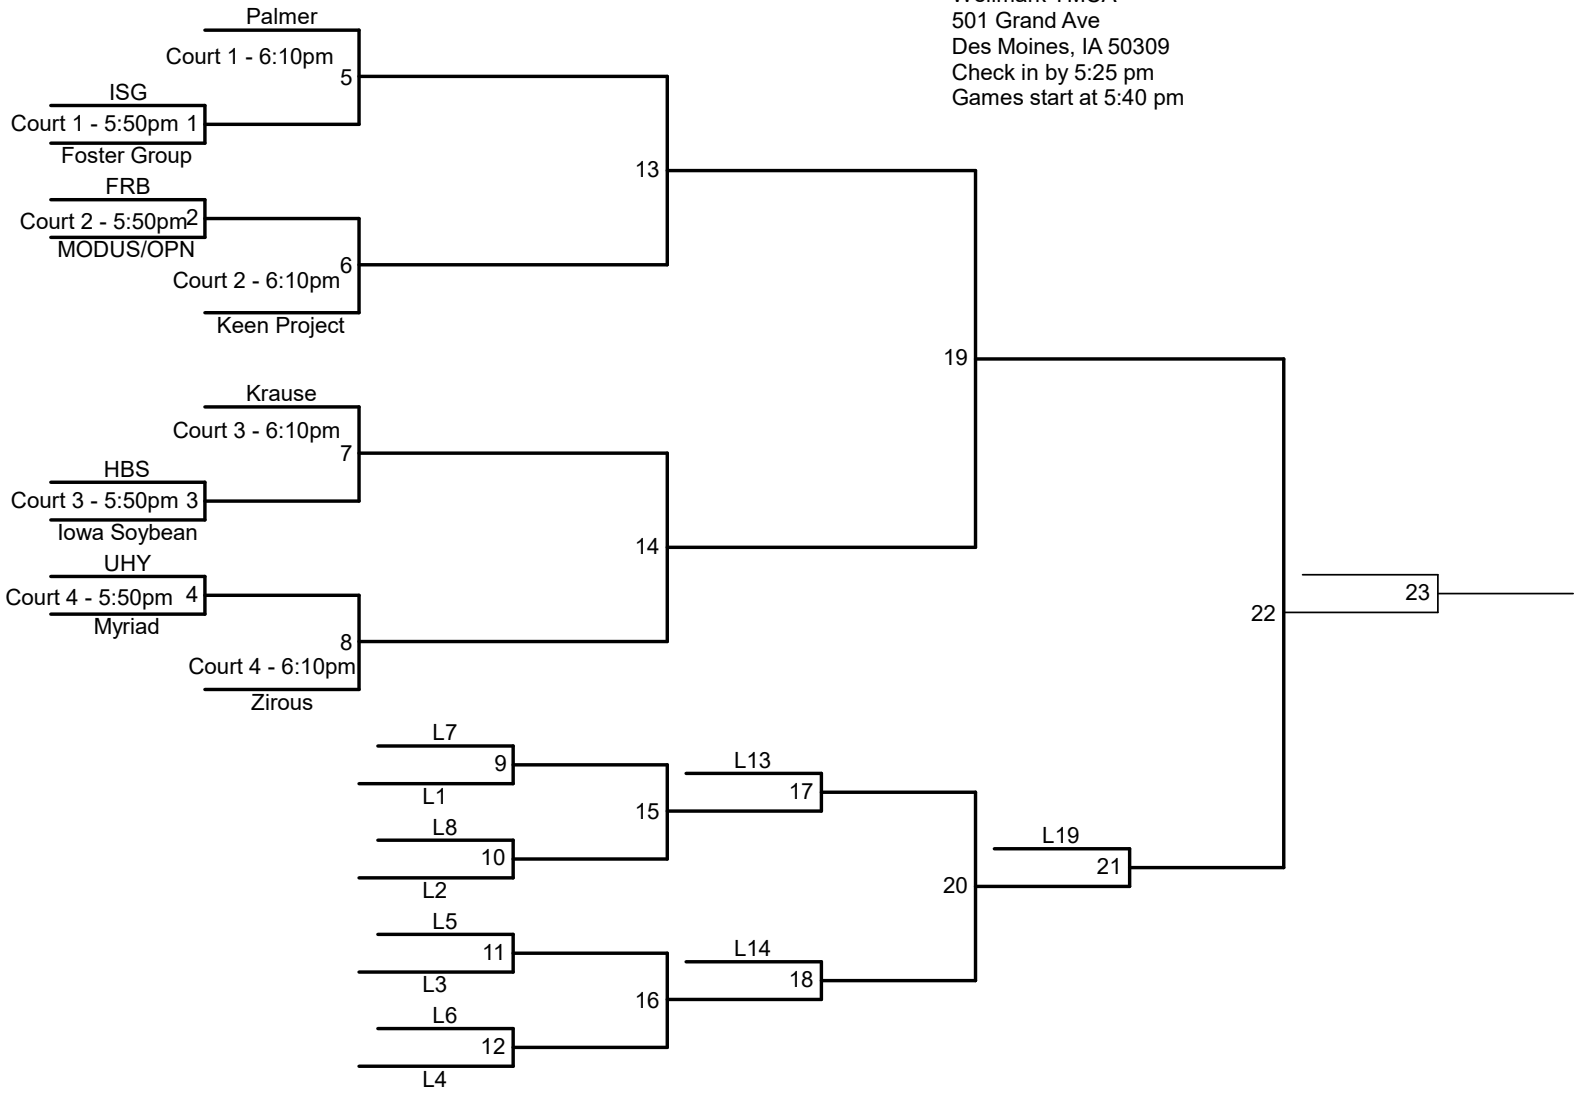 Palmer
501 Grand Ave
Des Moines, IA 50309
Check in by 5:25 pm
Games start at 5:40 pm
Court 1 - 6:10pm
5
ISG
Court 1 - 5:50pm 1
Foster Group
13
FRB
Court 2 - 5:50pm 2
MODUS/OPN
6
Court 2 - 6:10pm
Keen Project
19
Krause
Court 3 - 6:10pm
7
HBS
Court 3 - 5:50pm 3
Iowa Soybean
14
UHY
Court 4 - 5:50pm 4
Myriad
23
22
8
Court 4 - 6:10pm
Zirous
L7
9
L1
L13
17
15
L8
10
L2
L19
21
20
L5
11
L3
L14
18
16
L6
12
L4